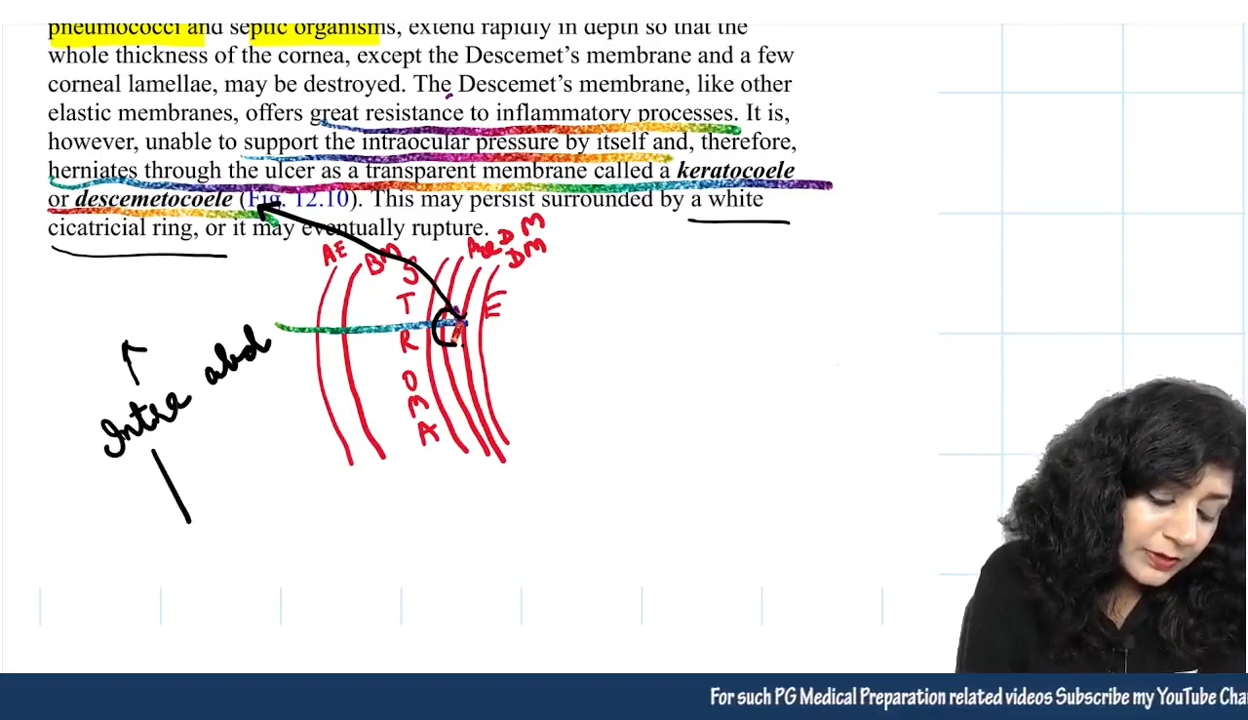 pneumococci and septic organisms, extend rapidly in depth so that the
whole thickness of the cornea, except the Descemet's membrane and a few
corneal lamellae, may be destroyed. The Descemet's membrane, like other
elastic membranes, offers great resistance to inflammatory processes. It is,
however, unable to support the intraocular pressure by itself and, therefore,
herniates through the ulcer as a transparent membrane called a keratocoele
or descemetocoele (Fig. 12.10). This may persist surrounded by a white
cicatricial ring, or it may eventually rupture.
AE
BM
STROMA
DM
DM
E
↑ Intra abd
For such PG Medical Preparation related videos Subscribe my YouTube Cha